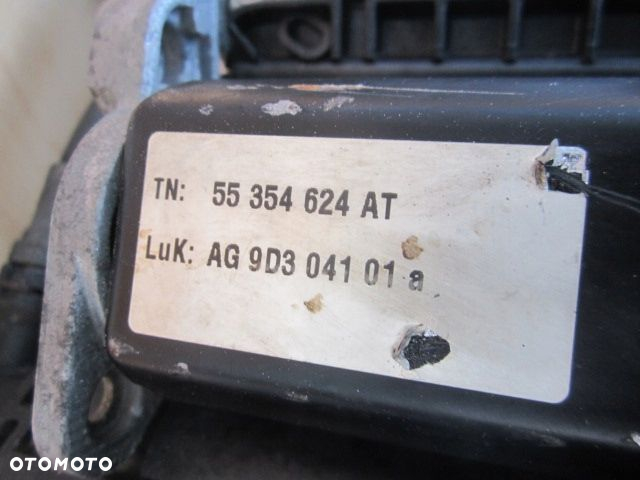 TN: 55 354 624 AT
LuK: AG 9D3 041 01 a
OTOMOTO